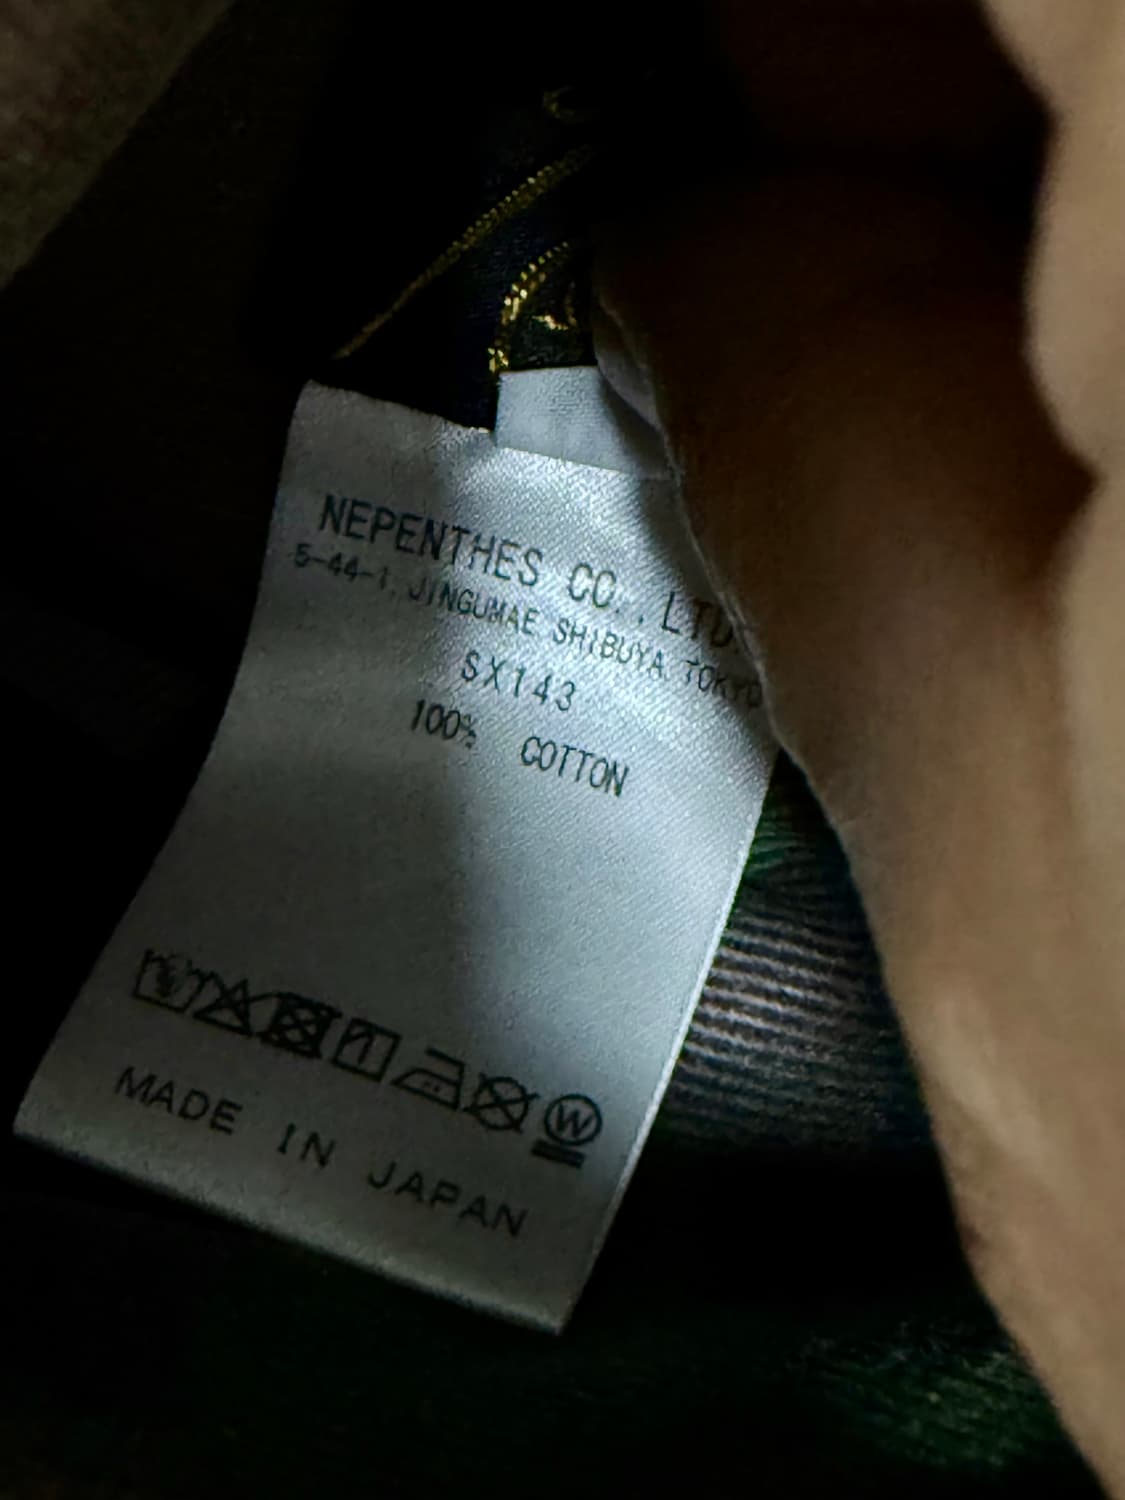 NEPENTHES CO.,LTD.
5-44-1, JINGUMAE SHIBUYA TOKYO
SX143
100% COTTON
W
MADE IN JAPAN